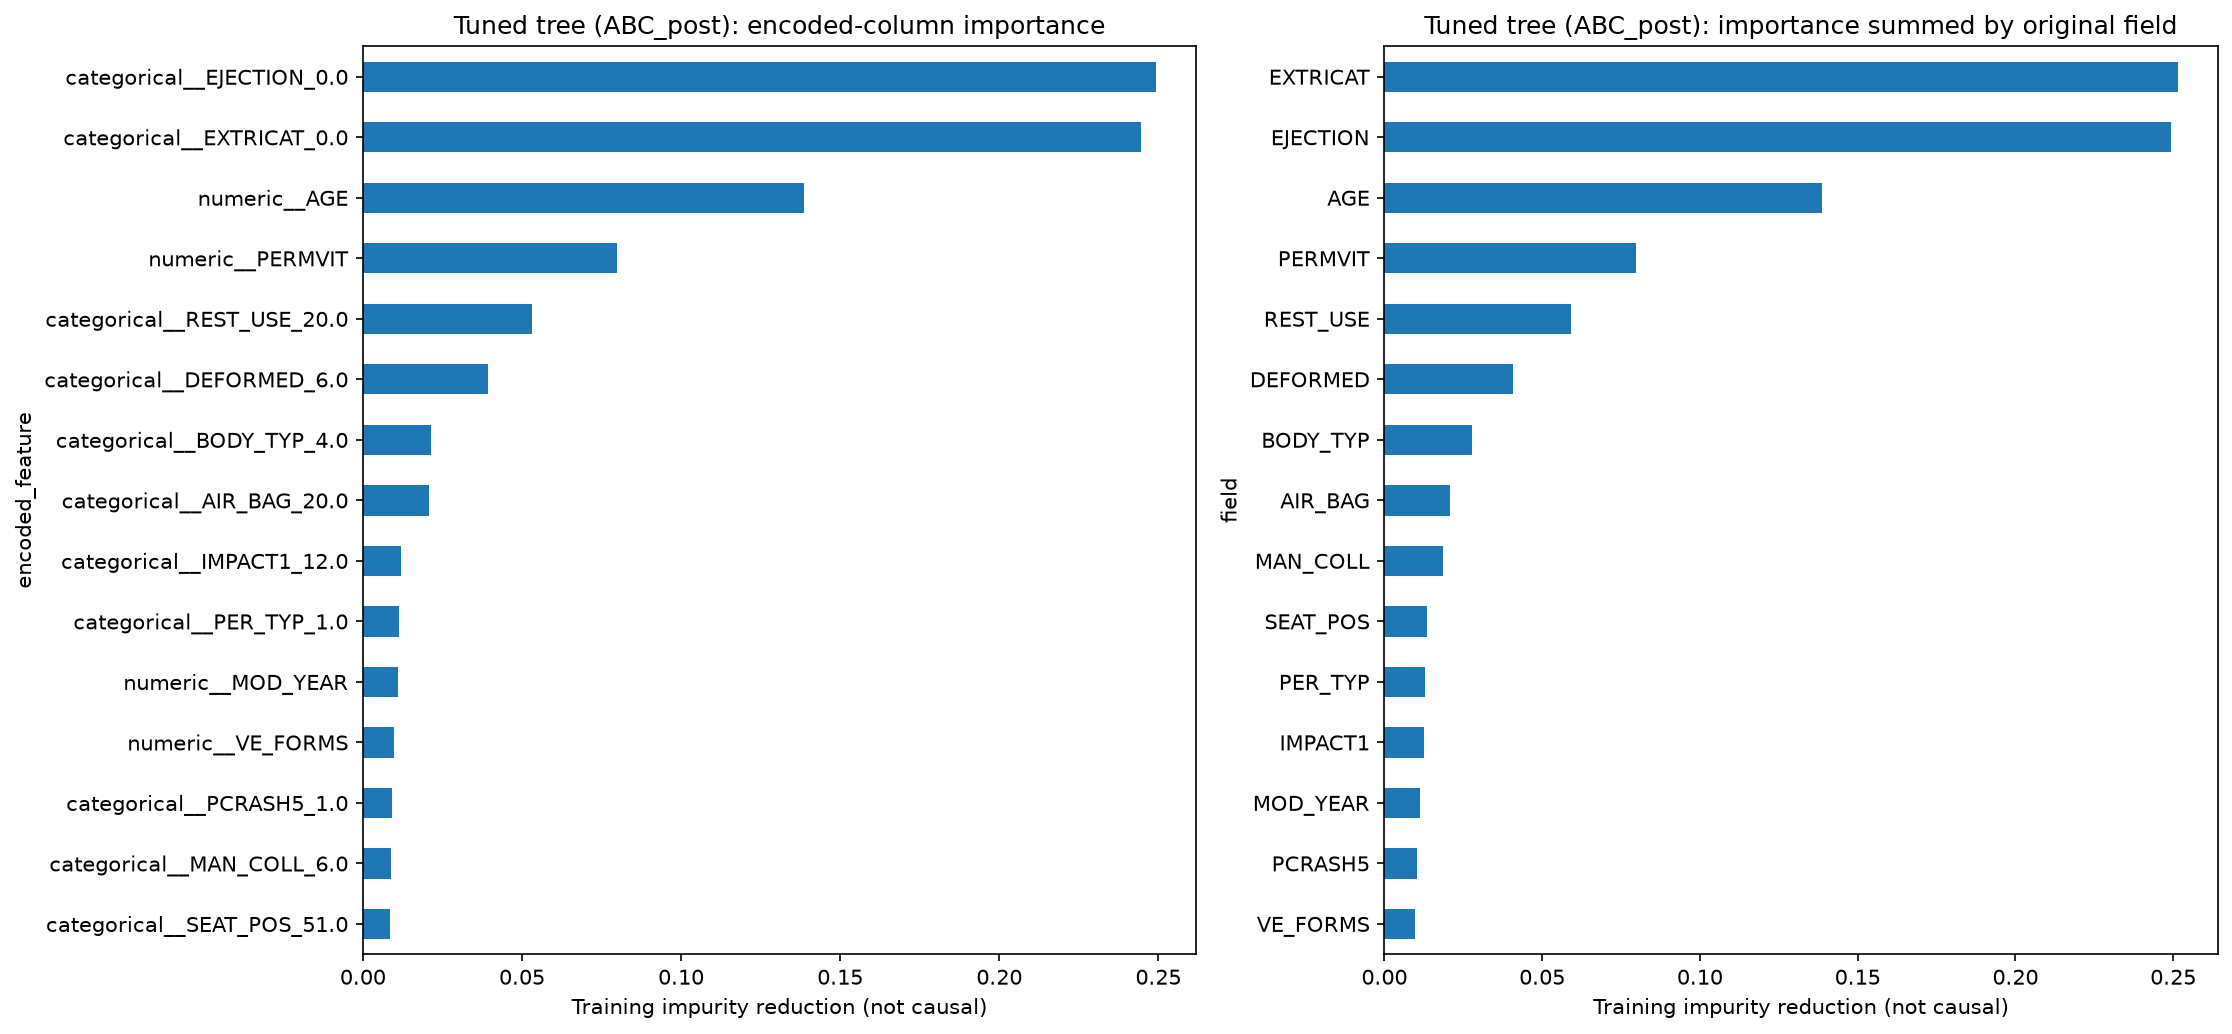 Tuned tree (ABC_post): encoded-column importance
encoded_feature
categorical__EJECTION_0.0
categorical__EXTRICAT_0.0
numeric__AGE
numeric__PERMVIT
categorical__REST_USE_20.0
categorical__DEFORMED_6.0
categorical__BODY_TYP_4.0
categorical__AIR_BAG_20.0
categorical__IMPACT1_12.0
categorical__PER_TYP_1.0
numeric__MOD_YEAR
numeric__VE_FORMS
categorical__PCRASH5_1.0
categorical__MAN_COLL_6.0
categorical__SEAT_POS_51.0
0.00 0.05 0.10 0.15 0.20 0.25
Training impurity reduction (not causal)
Tuned tree (ABC_post): importance summed by original field
field
EXTRICAT
EJECTION
AGE
PERMVIT
REST_USE
DEFORMED
BODY_TYP
AIR_BAG
MAN_COLL
SEAT_POS
PER_TYP
IMPACT1
MOD_YEAR
PCRASH5
VE_FORMS
0.00 0.05 0.10 0.15 0.20 0.25
Training impurity reduction (not causal)